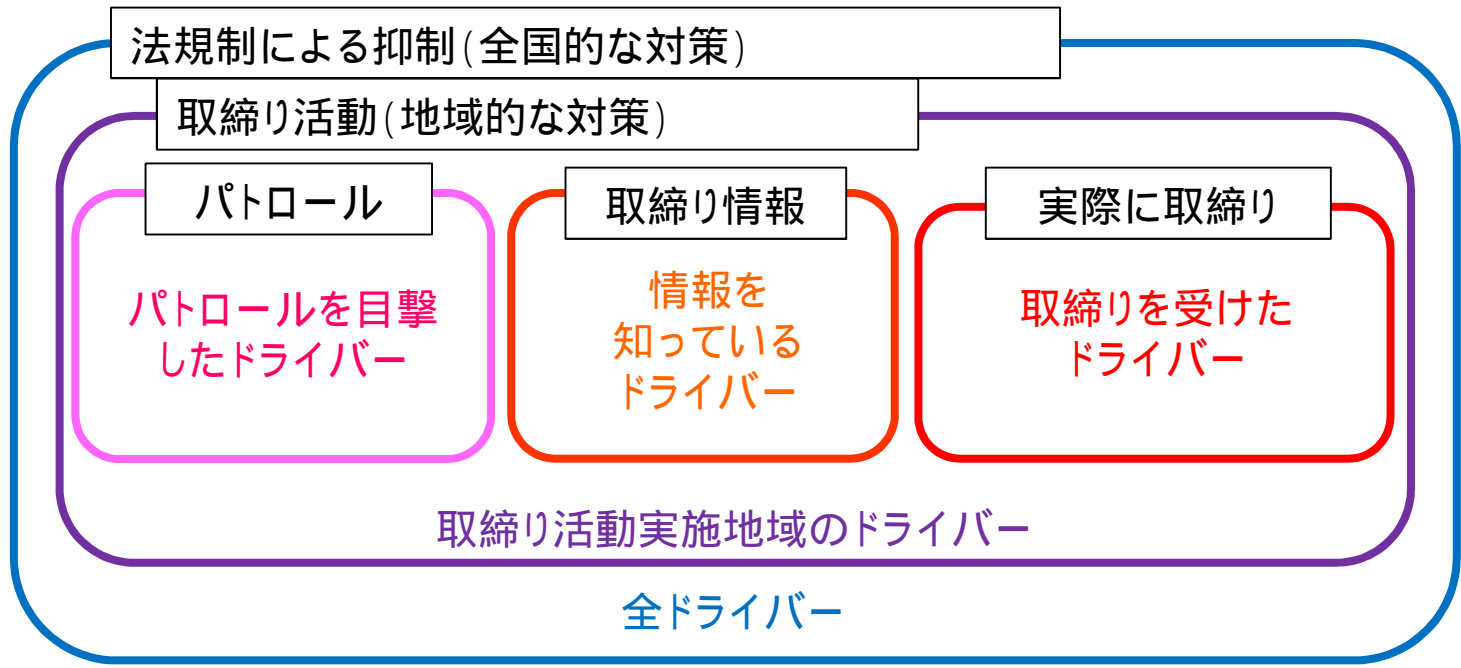 法規制による抑制(全国的な対策)
取締り活動(地域的な対策)
パトロール
パトロールを目撃
したドライバー
取締り情報
情報を
知っている
ドライバー
実際に取締り
取締りを受けた
ドライバー
取締り活動実施地域のドライバー
全ドライバー